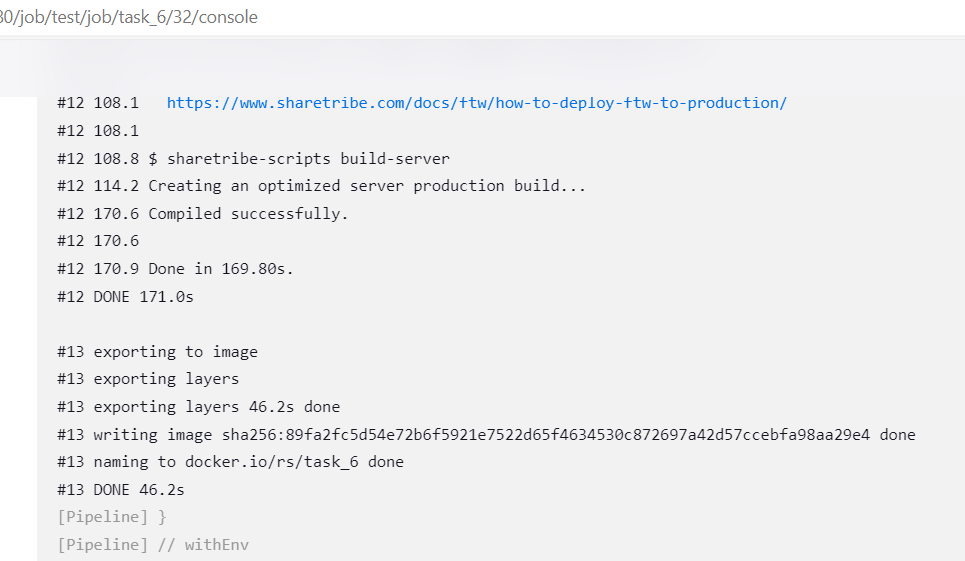 30/job/test/job/task_6/32/console
#12 108.1 https://www.sharetribe.com/docs/ftw/how-to-deploy-ftw-to-production/
#12 108.1
#12 108.8 $ sharetribe-scripts build-server
#12 114.2 Creating an optimized server production build...
#12 170.6 Compiled successfully.
#12 170.6
#12 170.9 Done in 169.80s.
#12 DONE 171.0s
#13 exporting to image
#13 exporting layers
#13 exporting layers 46.2s done
#13 writing image sha256:89fa2fc5d54e72b6f5921e7522d65f4634530c872697a42d57ccebfa98aa29e4 done
#13 naming to docker.io/rs/task_6 done
#13 DONE 46.2s
[Pipeline] }
[Pipeline] // withEnv